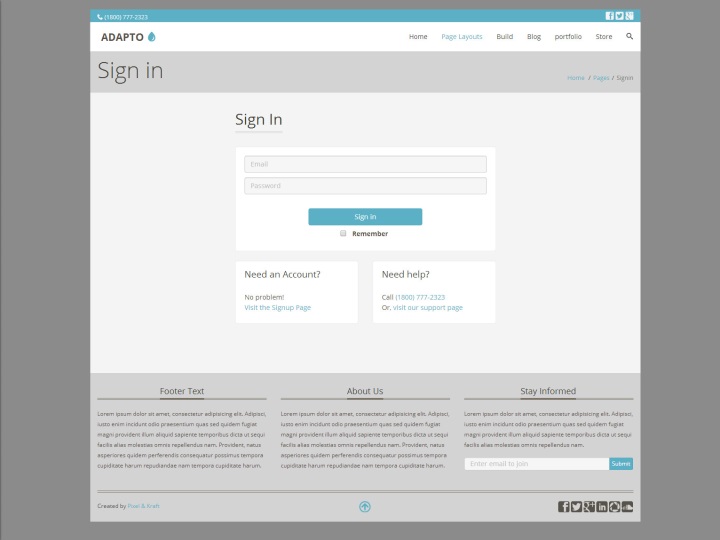 (1800) 777-2323
ADAPTO
Home Page Layouts Build Blog portfolio Store
Sign in
Home / Pages / Signin
Sign In
Email
Password
Sign in
Remember
Need an Account?
No problem!
Visit the Signup Page
Need help?
Call (1800) 777-2323
Or, visit our support page
Footer Text
Lorem ipsum dolor sit amet, consectetur adipisicing elit. Adipisci,
iusto enim incidunt odio praesentium quas sed quidem fugiat
magni provident illum aliquid sapiente temporibus dicta ut sequi
facilis alias molestias omnis repellendus nam. Provident, natus
asperiores quidem perferendis consequatur possimus tempora
cupiditate harum repudiandae nam tempora cupiditate harum.
About Us
Lorem ipsum dolor sit amet, consectetur adipisicing elit. Adipisci,
iusto enim incidunt odio praesentium quas sed quidem fugiat
magni provident illum aliquid sapiente temporibus dicta ut sequi
facilis alias molestias omnis repellendus nam. Provident, natus
asperiores quidem perferendis consequatur possimus tempora
cupiditate harum repudiandae nam tempora cupiditate harum.
Stay Informed
Lorem ipsum dolor sit amet, consectetur adipisicing elit. Adipisci,
iusto enim incidunt odio praesentium quas sed quidem fugiat
magni provident illum aliquid sapiente temporibus dicta ut sequi
facilis alias molestias omnis repellendus nam.
Enter email to join Submit
Created by Pixel & Kraft